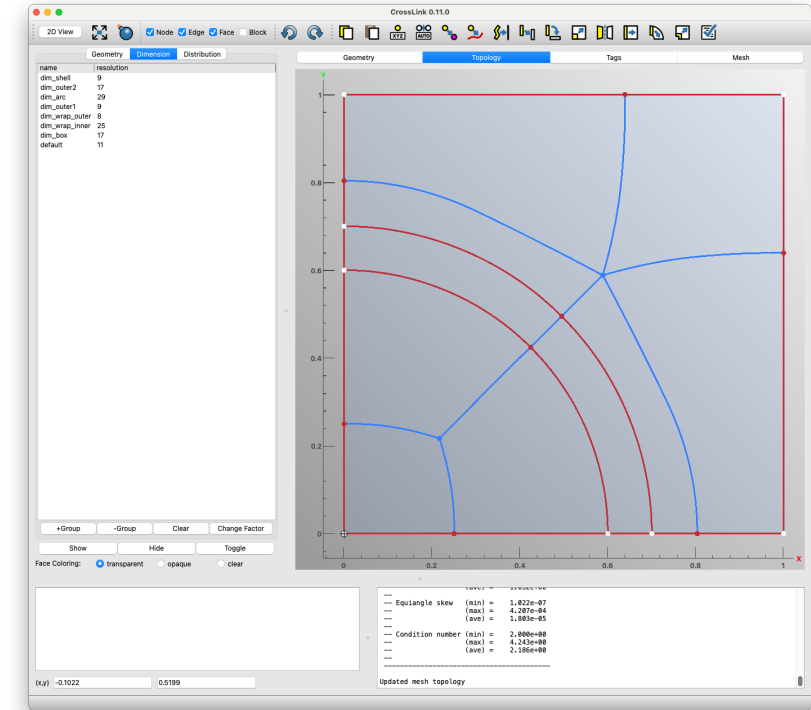 CrossLink 0.11.0
2D View Node Edge Face Block XYZ AUTO
Geometry Dimension Distribution
Geometry Topology Tags Mesh
name resolution
dim_shell 9
dim_outer2 17
dim_arc 29
dim_outer1 9
dim_wrap_outer 8
dim_wrap_inner 25
dim_box 17
default 11
Y
1
0.8
0.6
0.4
0.2
0
0 0.2 0.4 0.6 0.8 1
X
+Group -Group Clear Change Factor
Show Hide Toggle
Face Coloring: transparent opaque clear
--
-- Equiangle skew (min) = 1.022e-07
-- (max) = 4.207e-04
-- (ave) = 1.803e-05
--
-- Condition number (min) = 2.000e+00
-- (max) = 4.243e+00
-- (ave) = 2.186e+00
--
------------------------------------------
Updated mesh topology
(x,y) -0.1022 0.5199